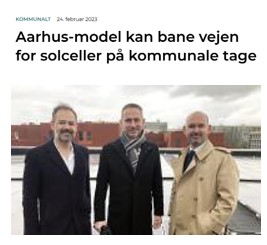 KOMMUNALT 24. februar 2023
Aarhus-model kan bane vejen
for solceller på kommunale tage